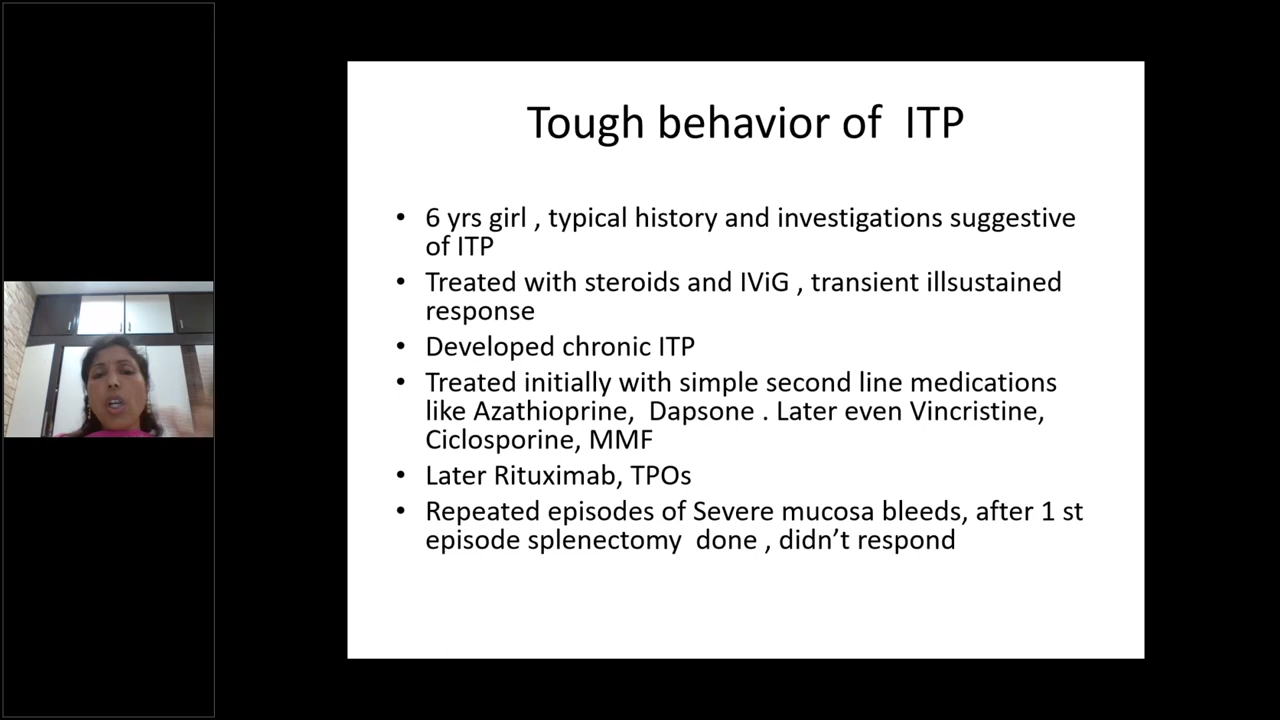 Tough behavior of ITP
• 6 yrs girl , typical history and investigations suggestive
of ITP
• Treated with steroids and IViG , transient illsustained
response
• Developed chronic ITP
• Treated initially with simple second line medications
like Azathioprine, Dapsone . Later even Vincristine,
Ciclosporine, MMF
• Later Rituximab, TPOs
• Repeated episodes of Severe mucosa bleeds, after 1 st
episode splenectomy done , didn’t respond